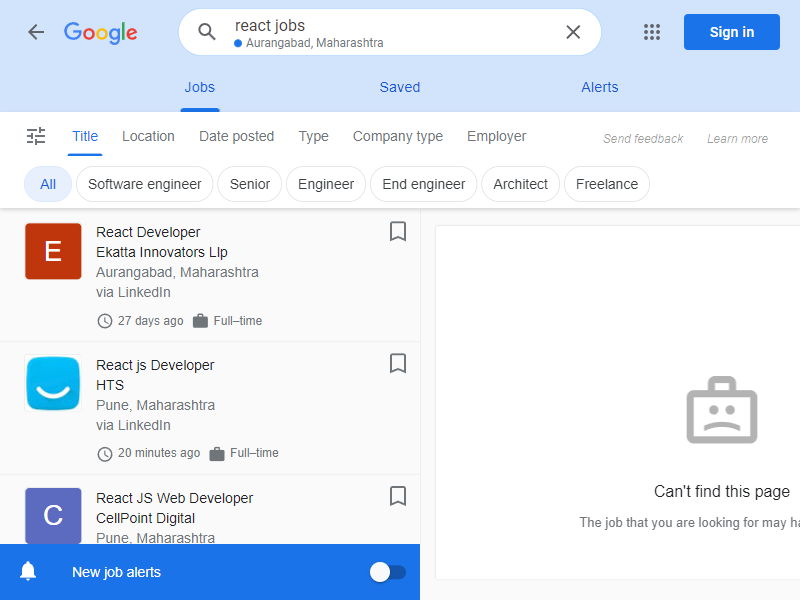 Google
react jobs
Aurangabad, Maharashtra
Sign in
Jobs
Saved
Alerts
Title
Location
Date posted
Type
Company type
Employer
Send feedback
Learn more
All
Software engineer
Senior
Engineer
End engineer
Architect
Freelance
E
React Developer
Ekatta Innovators Llp
Aurangabad, Maharashtra
via LinkedIn
27 days ago
Full–time
React js Developer
HTS
Pune, Maharashtra
via LinkedIn
20 minutes ago
Full–time
C
React JS Web Developer
CellPoint Digital
Pune, Maharashtra
New job alerts
Can't find this page
The job that you are looking for may